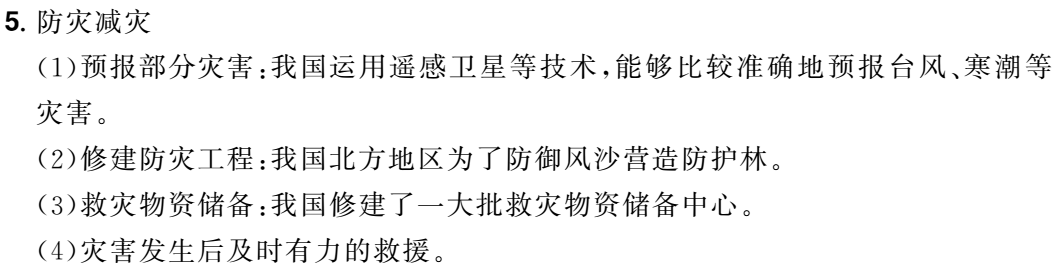 5. 防灾减灾
(1)预报部分灾害:我国运用遥感卫星等技术,能够比较准确地预报台风、寒潮等
灾害。
(2)修建防灾工程:我国北方地区为了防御风沙营造防护林。
(3)救灾物资储备:我国修建了一大批救灾物资储备中心。
(4)灾害发生后及时有力的救援。